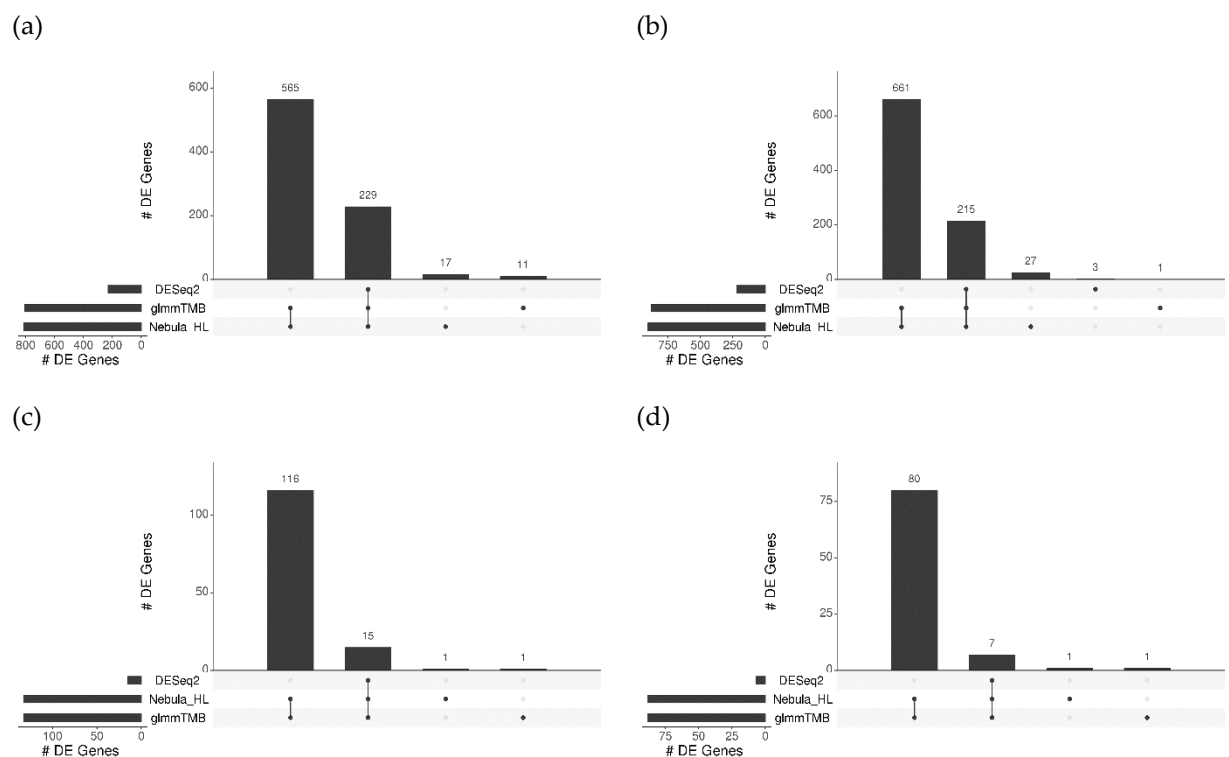 (a)
# DE Genes
600
400
200
0
565
229
17
11
DESeq2
glmmTMB
Nebula_HL
800 600 400 200 0
# DE Genes
(b)
# DE Genes
600
400
200
0
661
215
27
3
1
DESeq2
glmmTMB
Nebula_HL
750 500 250 0
# DE Genes
(c)
# DE Genes
100
50
0
116
15
1
1
DESeq2
Nebula_HL
glmmTMB
100 50 0
# DE Genes
(d)
# DE Genes
75
50
25
0
80
7
1
1
DESeq2
Nebula_HL
glmmTMB
75 50 25 0
# DE Genes